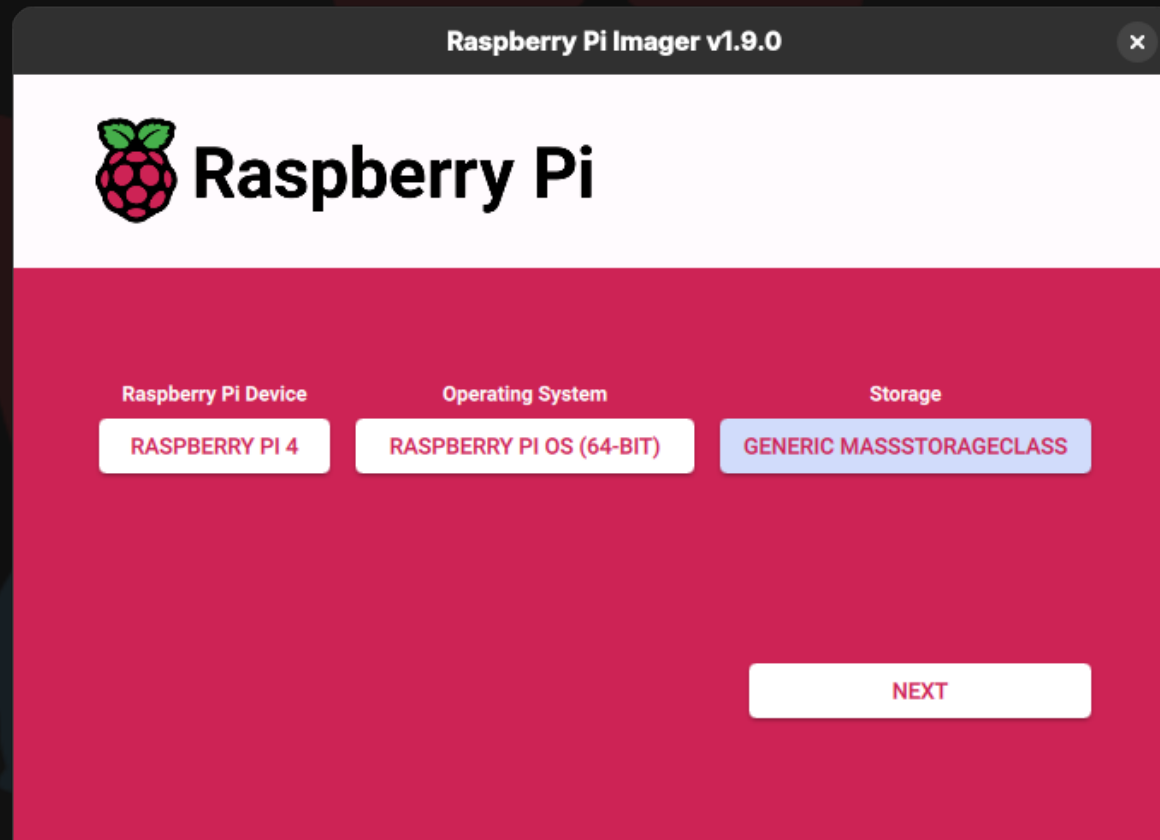 Raspberry Pi Imager v1.9.0
Raspberry Pi
Raspberry Pi Device
Operating System
Storage
RASPBERRY PI 4
RASPBERRY PI OS (64-BIT)
GENERIC MASSSTORAGECLASS
NEXT